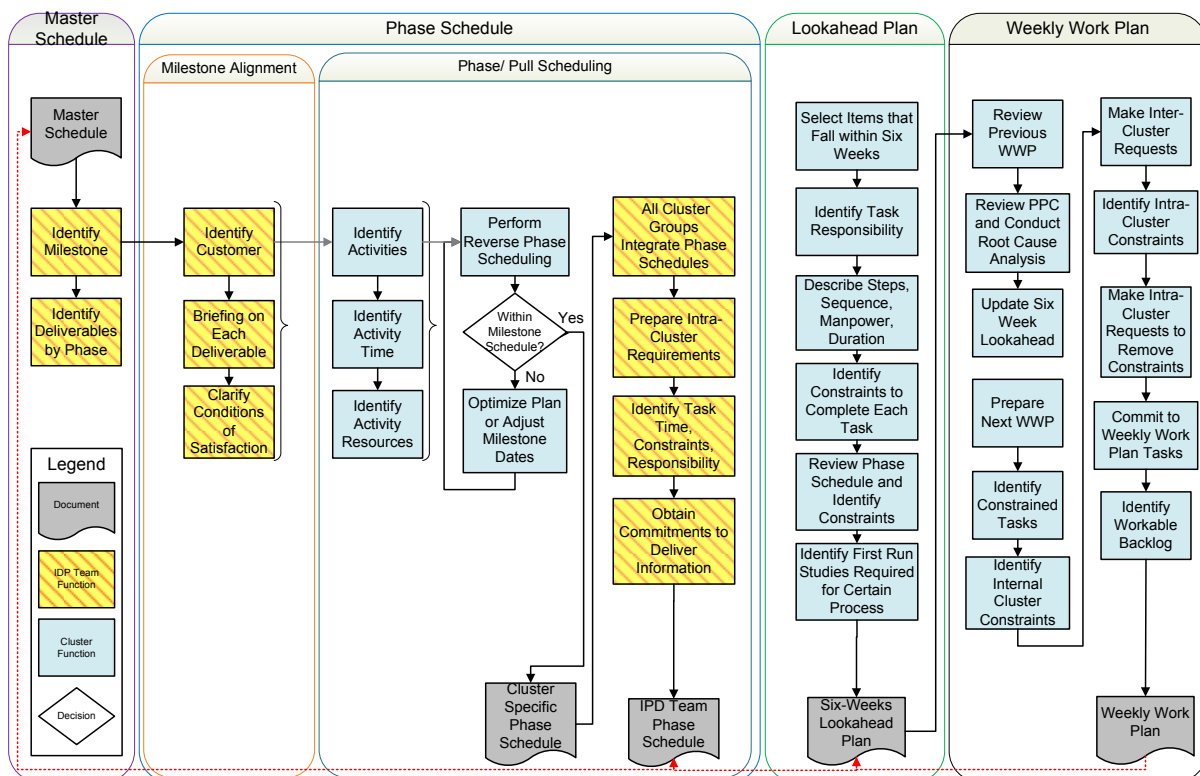 Master
Schedule
Phase Schedule
Lookahead Plan
Weekly Work Plan
Milestone Alignment
Phase/ Pull Scheduling
Master
Schedule
Identify
Milestone
Identify
Deliverables
by Phase
Legend
Document
IDP Team
Function
Cluster
Function
Decision
Identify
Customer
Briefing on
Each
Deliverable
Clarify
Conditions
of
Satisfaction
Identify
Activities
Identify
Activity
Time
Identify
Activity
Resources
Perform
Reverse Phase
Scheduling
Within
Milestone
Schedule?
Yes
No
Optimize Plan
or Adjust
Milestone
Dates
Cluster
Specific
Phase
Schedule
All Cluster
Groups
Integrate Phase
Schedules
Prepare Intra-
Cluster
Requirements
Identify Task
Time,
Constraints,
Responsibility
Obtain
Commitments to
Deliver
Information
IPD Team
Phase
Schedule
Select Items that
Fall within Six
Weeks
Identify Task
Responsibility
Describe Steps,
Sequence,
Manpower,
Duration
Identify
Constraints to
Complete Each
Task
Review Phase
Schedule and
Identify
Constraints
Identify First Run
Studies Required
for Certain
Process
Six-Weeks
Lookahead
Plan
Review
Previous
WWP
Review PPC
and Conduct
Root Cause
Analysis
Update Six
Week
Lookahead
Prepare
Next WWP
Identify
Constrained
Tasks
Identify
Internal
Cluster
Constraints
Make Inter-
Cluster
Requests
Identify Intra-
Cluster
Constraints
Make Intra-
Cluster
Requests to
Remove
Constraints
Commit to
Weekly Work
Plan Tasks
Identify
Workable
Backlog
Weekly Work
Plan